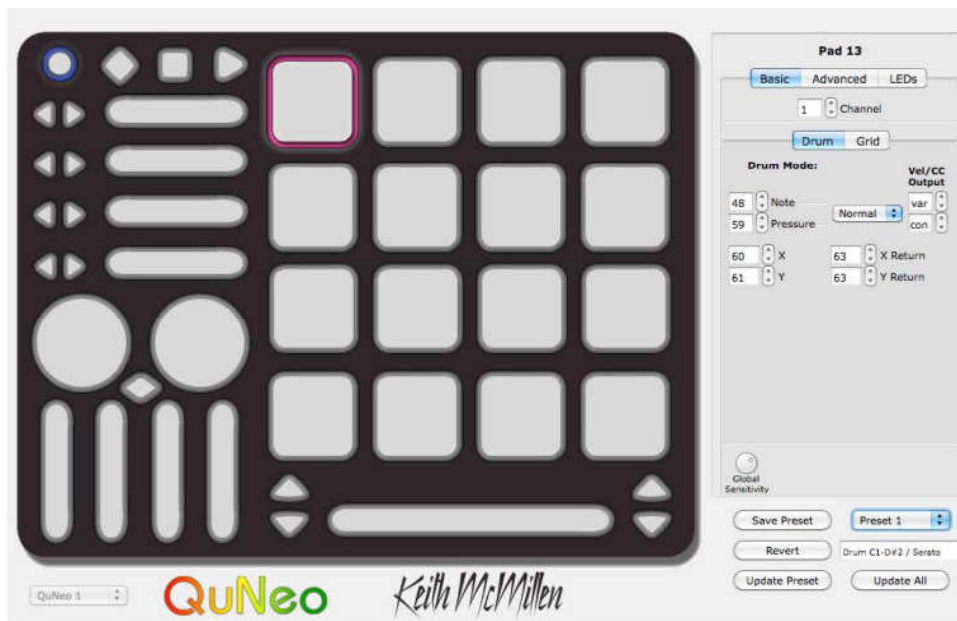 Pad 13
Basic Advanced LEDs
1 Channel
Drum Grid
Drum Mode:
Vel/CC
Output
48 Note Normal var
59 Pressure con
60 X 63 X Return
61 Y 63 Y Return
Global
Sensitivity
Save Preset Preset 1
Revert Drum C1-D#2 / Serato
Update Preset Update All
QuNeo 1
QuNeo
Keith McMillen